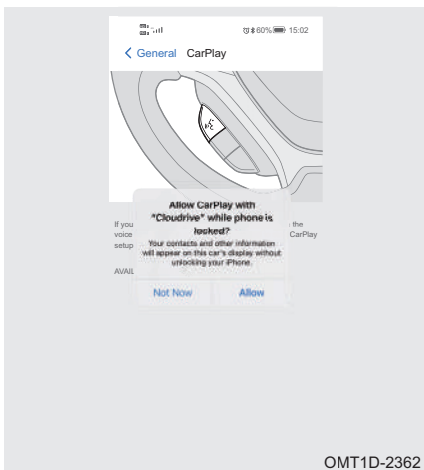 60% 15:02
General CarPlay
Allow CarPlay with
"Cloudrive" while phone is
locked?
If you the
voice CarPlay
setup
Your contacts and other information
will appear on this car's display without
unlocking your iPhone.
AVAIL
Not Now Allow
OMT1D-2362